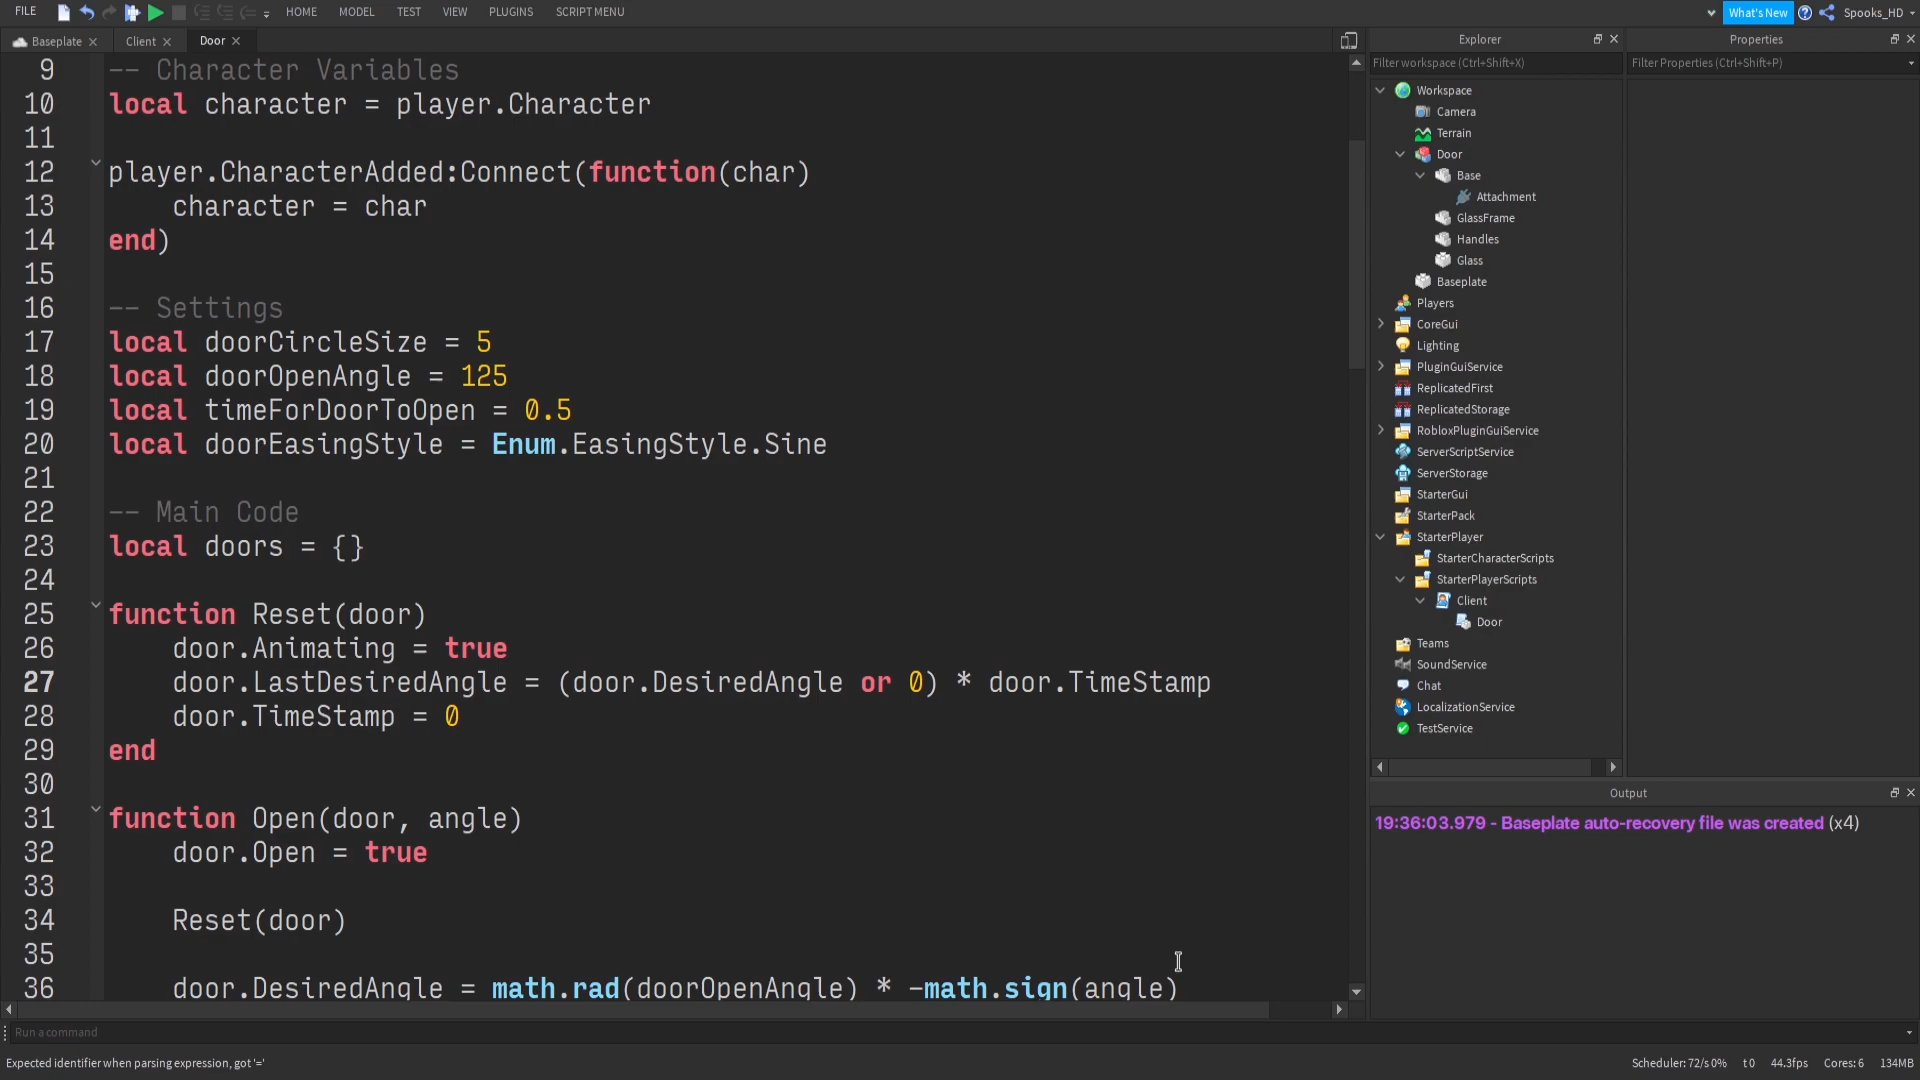 FILE HOME MODEL TEST VIEW PLUGINS SCRIPT MENU What's New ? Spooks_HD
Baseplate Client Door
9 -- Character Variables
10 local character = player.Character
11
12 player.CharacterAdded:Connect(function(char)
13 character = char
14 end)
15
16 -- Settings
17 local doorCircleSize = 5
18 local doorOpenAngle = 125
19 local timeForDoorToOpen = 0.5
20 local doorEasingStyle = Enum.EasingStyle.Sine
21
22 -- Main Code
23 local doors = {}
24
25 function Reset(door)
26 door.Animating = true
27 door.LastDesiredAngle = (door.DesiredAngle or 0) * door.TimeStamp
28 door.TimeStamp = 0
29 end
30
31 function Open(door, angle)
32 door.Open = true
33
34 Reset(door)
35
36 door.DesiredAngle = math.rad(doorOpenAngle) * -math.sign(angle)
Explorer
Filter workspace (Ctrl+Shift+X)
Workspace
Camera
Terrain
Door
Base
Attachment
GlassFrame
Handles
Glass
Baseplate
Players
CoreGui
Lighting
PluginGuiService
ReplicatedFirst
ReplicatedStorage
RobloxPluginGuiService
ServerScriptService
ServerStorage
StarterGui
StarterPack
StarterPlayer
StarterCharacterScripts
StarterPlayerScripts
Client
Door
Teams
SoundService
Chat
LocalizationService
TestService
Properties
Filter Properties (Ctrl+Shift+P)
Output
19:36:03.979 - Baseplate auto-recovery file was created (x4)
Run a command
Expected identifier when parsing expression, got '='
Scheduler: 72/s 0% t 0 44.3fps Cores: 6 134MB